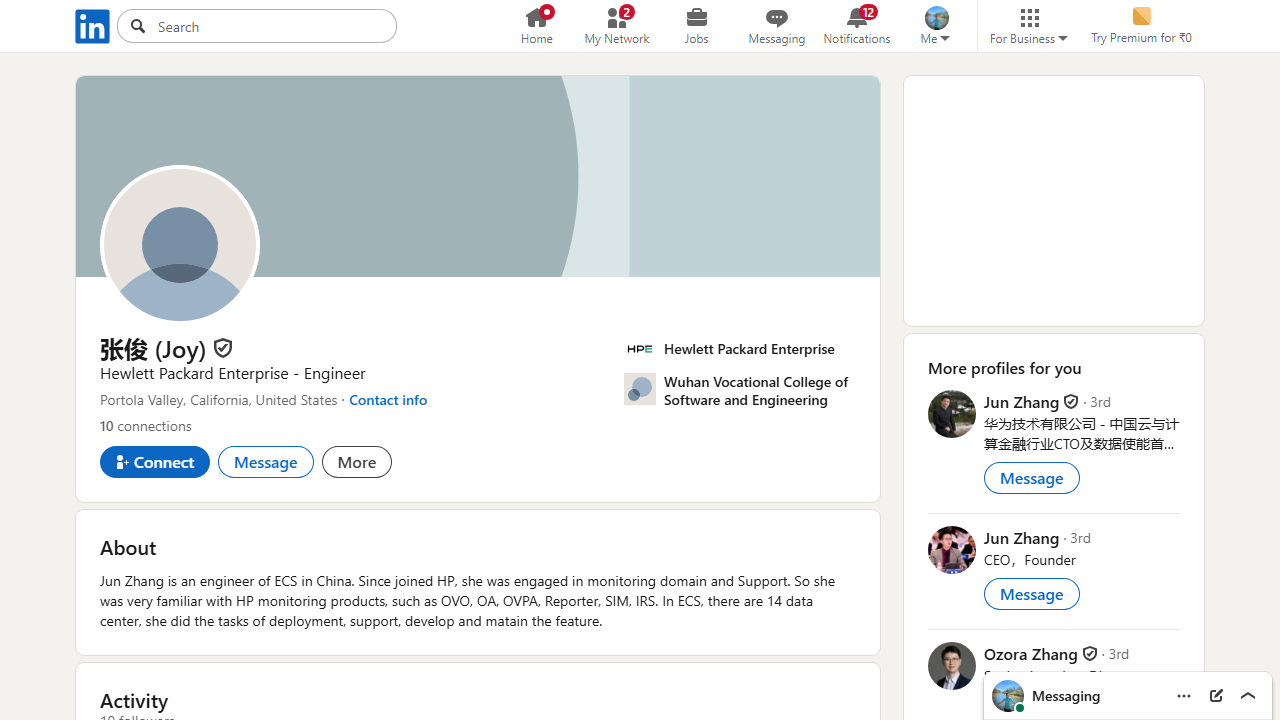 in
Search
Home
2
My Network
Jobs
Messaging
12
Notifications
Me
For Business
Try Premium for ₹0
张俊 (Joy)
Hewlett Packard Enterprise - Engineer
Portola Valley, California, United States · Contact info
10 connections
Connect
Message
More
HPE
Hewlett Packard Enterprise
Wuhan Vocational College of
Software and Engineering
About
Jun Zhang is an engineer of ECS in China. Since joined HP, she was engaged in monitoring domain and Support. So she
was very familiar with HP monitoring products, such as OVO, OA, OVPA, Reporter, SIM, IRS. In ECS, there are 14 data
center, she did the tasks of deployment, support, develop and matain the feature.
Activity
10 followers
More profiles for you
Jun Zhang · 3rd
华为技术有限公司 - 中国云与计
算金融行业CTO及数据使能首...
Message
Jun Zhang · 3rd
CEO，Founder
Message
Ozora Zhang · 3rd
Messaging